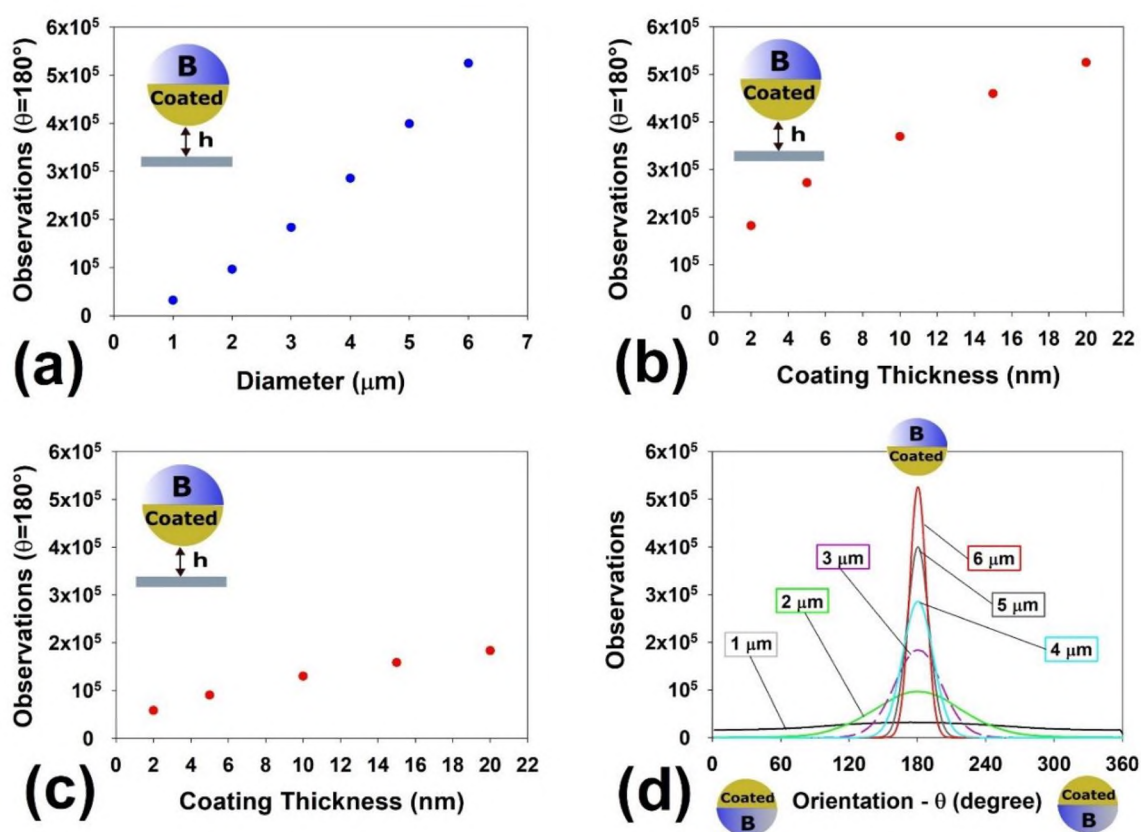 6x10⁵
5x10⁵
4x10⁵
3x10⁵
2x10⁵
10⁵
0
Observations (θ=180°)
B
Coated
h
0 1 2 3 4 5 6 7
Diameter (μm)
(a)
6x10⁵
5x10⁵
4x10⁵
3x10⁵
2x10⁵
10⁵
0
Observations (θ=180°)
B
Coated
h
0 2 4 6 8 10 12 14 16 18 20 22
Coating Thickness (nm)
(b)
6x10⁵
5x10⁵
4x10⁵
3x10⁵
2x10⁵
10⁵
0
Observations (θ=180°)
B
Coated
h
0 2 4 6 8 10 12 14 16 18 20 22
Coating Thickness (nm)
(c)
B
Coated
6x10⁵
5x10⁵
4x10⁵
3x10⁵
2x10⁵
10⁵
0
Observations
3 μm
6 μm
2 μm
5 μm
1 μm
4 μm
0 60 120 180 240 300 360
Coated
B
Orientation - θ (degree)
Coated
B
(d)